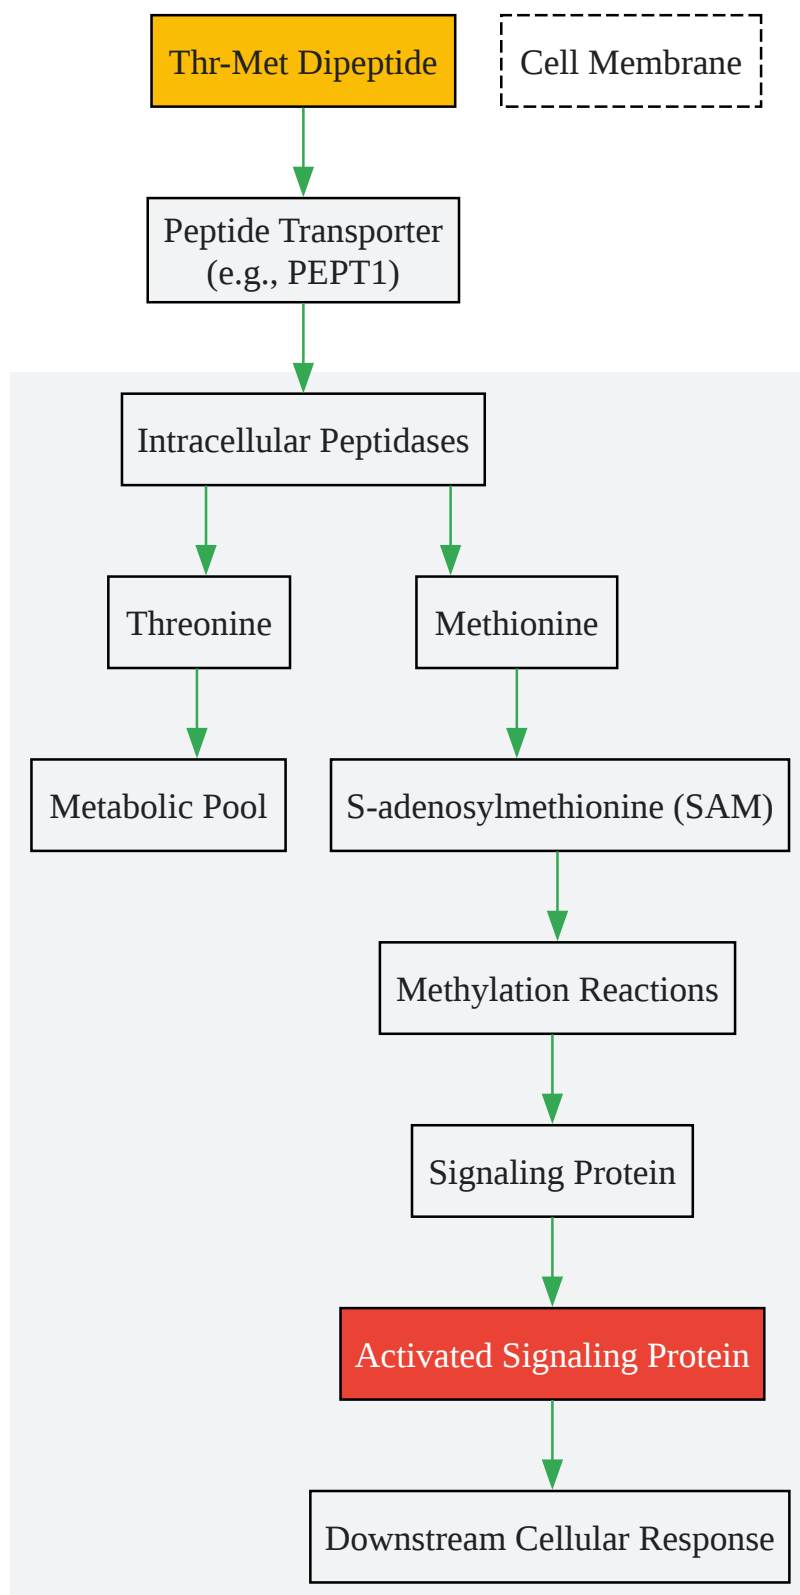 Thr-Met Dipeptide
Cell Membrane
Peptide Transporter
(e.g., PEPT1)
Intracellular Peptidases
Threonine
Methionine
Metabolic Pool
S-adenosylmethionine (SAM)
Methylation Reactions
Signaling Protein
Activated Signaling Protein
Downstream Cellular Response